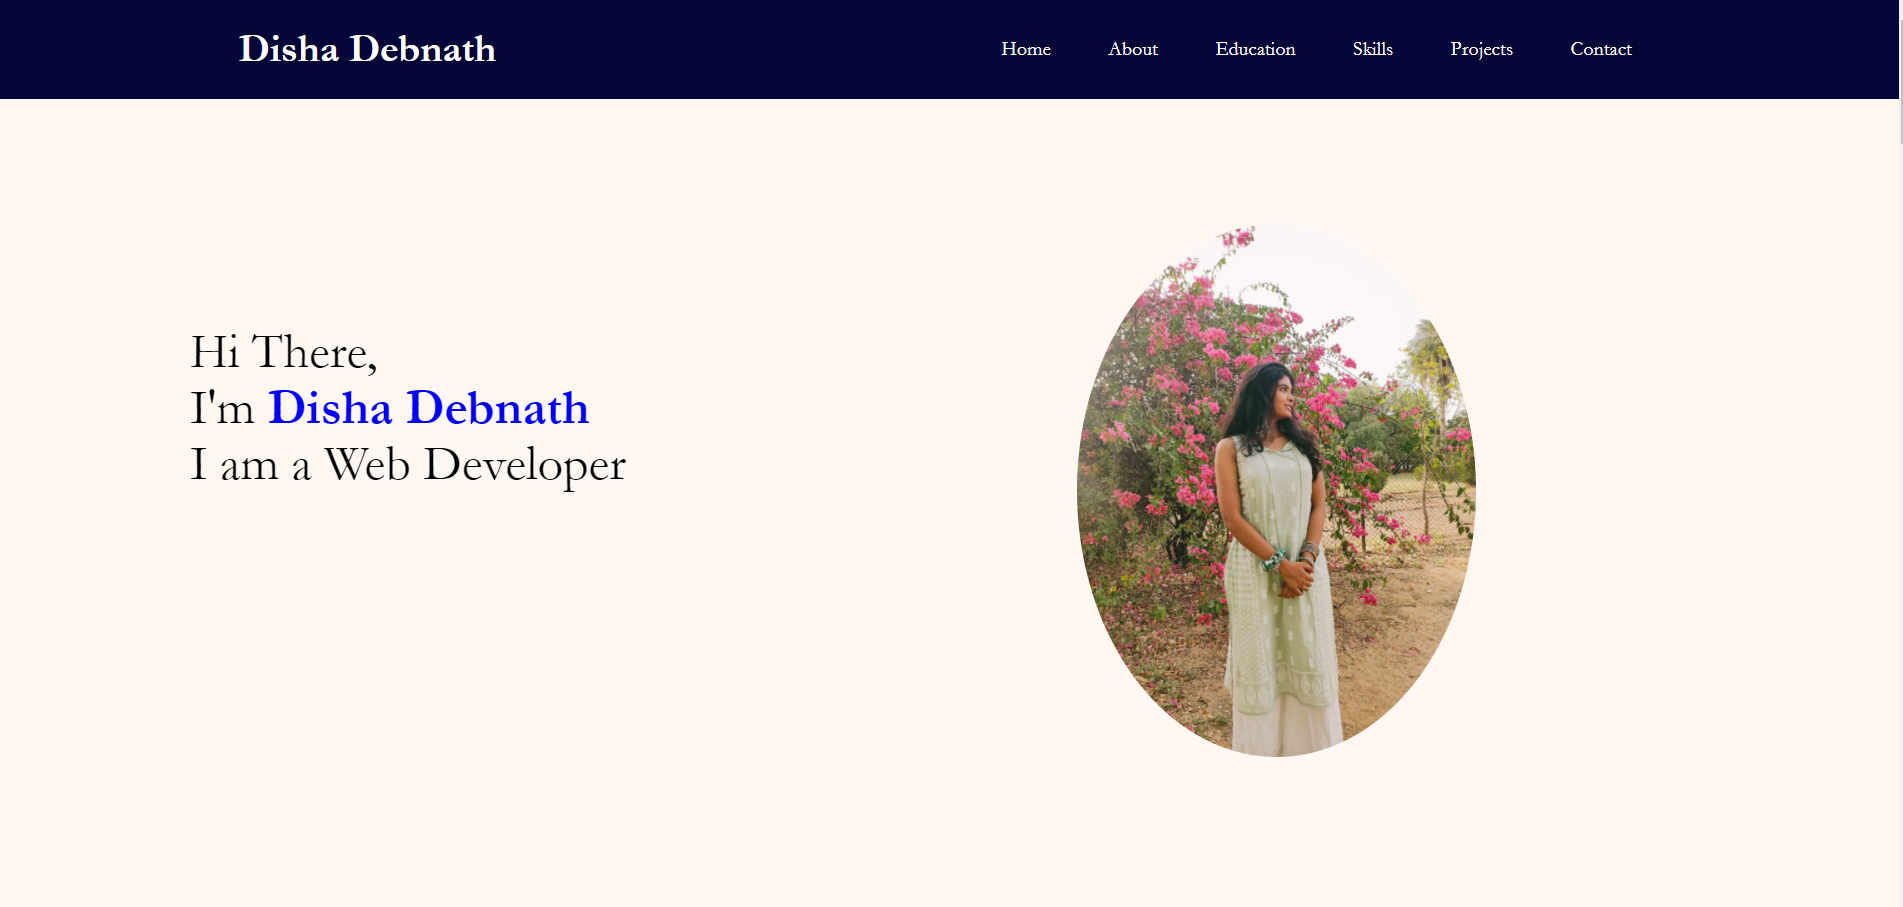 Disha Debnath
Home About Education Skills Projects Contact
Hi There,
I'm Disha Debnath
I am a Web Developer